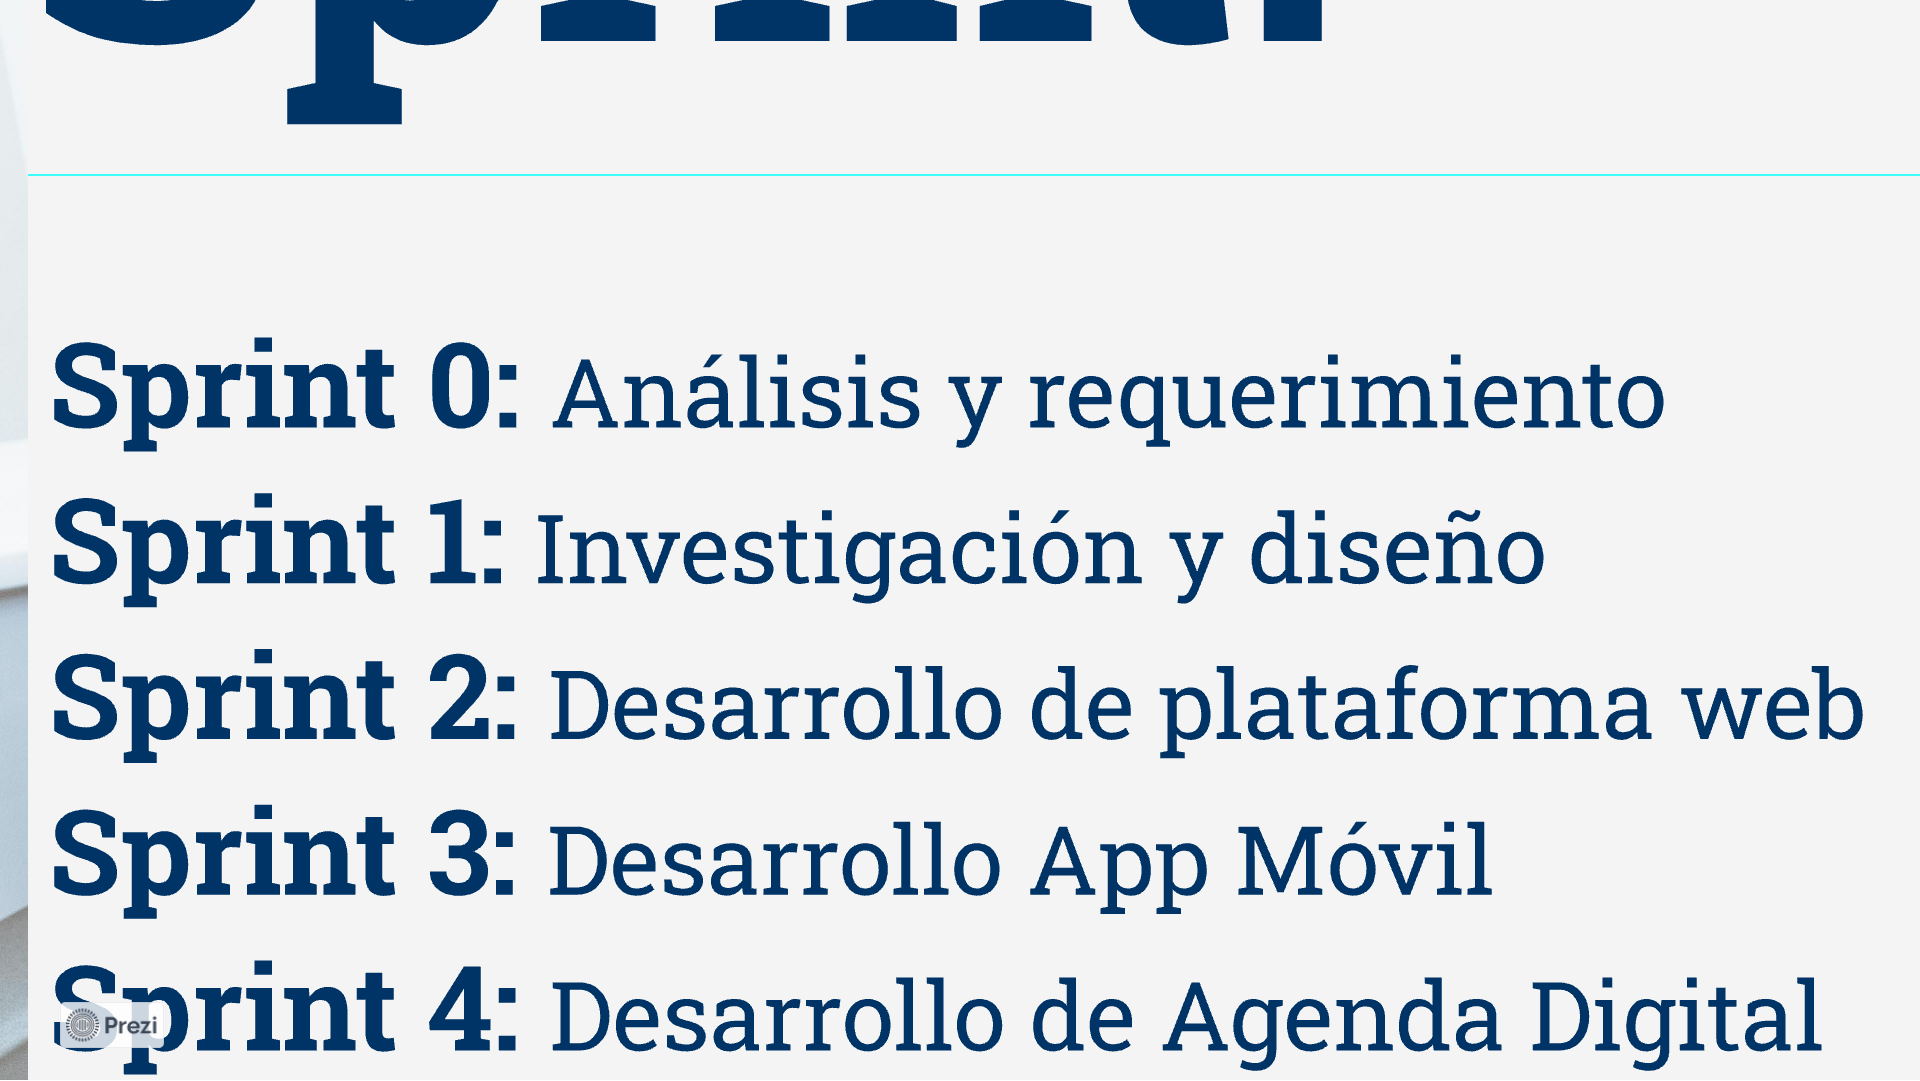 Sprint 0: Análisis y requerimiento
Sprint 1: Investigación y diseño
Sprint 2: Desarrollo de plataforma web
Sprint 3: Desarrollo App Móvil
Sprint 4: Desarrollo de Agenda Digital
Prezi